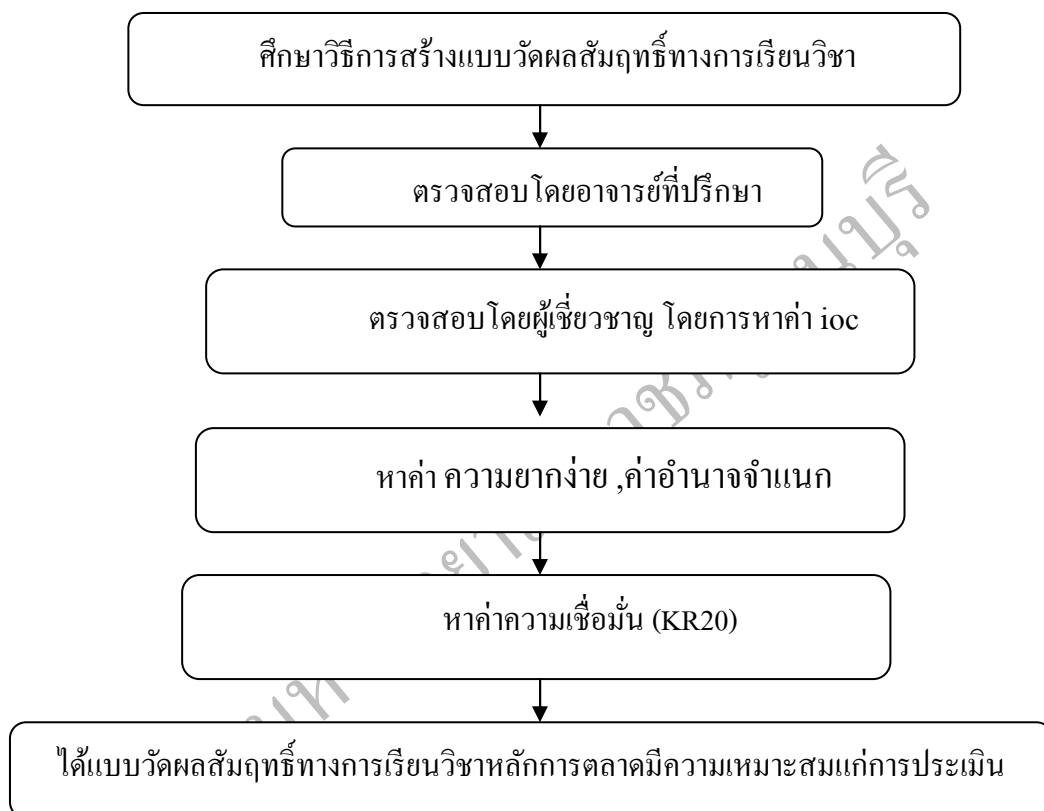 ศึกษาวิธีการสร้างแบบวัดผลสัมฤทธิ์ทางการเรียนวิชา
ตรวจสอบโดยอาจารย์ที่ปรึกษา
ตรวจสอบโดยผู้เชี่ยวชาญ โดยการหาค่า ioc
หาค่า ความยากง่าย ,ค่าอำนาจจำแนก
หาค่าความเชื่อมั่น (KR20)
ได้แบบวัดผลสัมฤทธิ์ทางการเรียนวิชาหลักการตลาดมีความเหมาะสมแก่การประเมิน